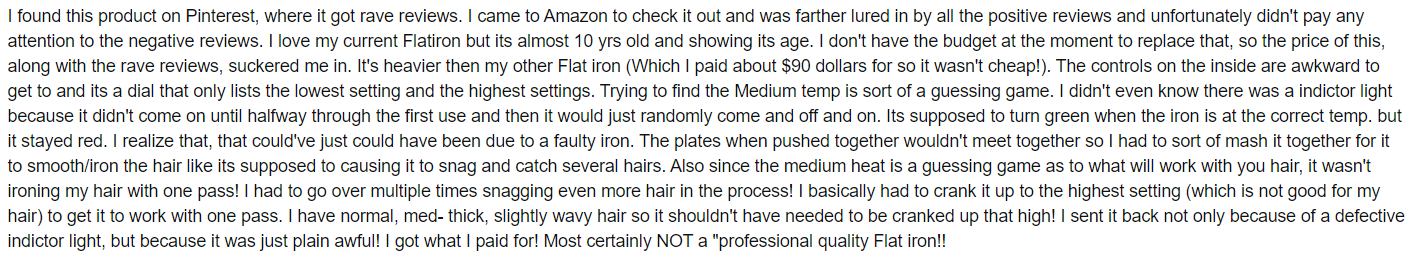 I found this product on Pinterest, where it got rave reviews. I came to Amazon to check it out and was farther lured in by all the positive reviews and unfortunately didn't pay any
attention to the negative reviews. I love my current Flatiron but its almost 10 yrs old and showing its age. I don't have the budget at the moment to replace that, so the price of this,
along with the rave reviews, suckered me in. It's heavier then my other Flat iron (Which I paid about $90 dollars for so it wasn't cheap!). The controls on the inside are awkward to
get to and its a dial that only lists the lowest setting and the highest settings. Trying to find the Medium temp is sort of a guessing game. I didn't even know there was a indictor light
because it didn't come on until halfway through the first use and then it would just randomly come and off and on. Its supposed to turn green when the iron is at the correct temp. but
it stayed red. I realize that, that could've just could have been due to a faulty iron. The plates when pushed together wouldn't meet together so I had to sort of mash it together for it
to smooth/iron the hair like its supposed to causing it to snag and catch several hairs. Also since the medium heat is a guessing game as to what will work with you hair, it wasn't
ironing my hair with one pass! I had to go over multiple times snagging even more hair in the process! I basically had to crank it up to the highest setting (which is not good for my
hair) to get it to work with one pass. I have normal, med- thick, slightly wavy hair so it shouldn't have needed to be cranked up that high! I sent it back not only because of a defective
indictor light, but because it was just plain awful! I got what I paid for! Most certainly NOT a "professional quality Flat iron!!